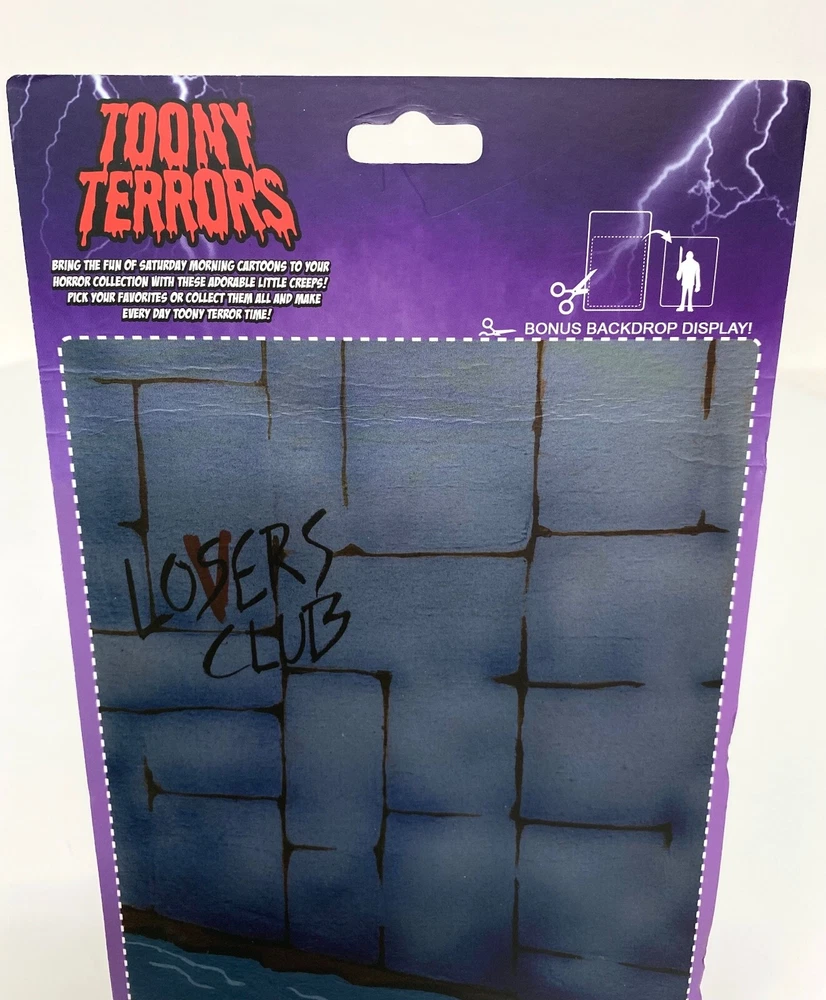 TOONY
TERRORS
BRING THE FUN OF SATURDAY MORNING CARTOONS TO YOUR
HORROR COLLECTION WITH THESE ADORABLE LITTLE CREEPS!
PICK YOUR FAVORITES OR COLLECT THEM ALL AND MAKE
EVERY DAY TOONY TERROR TIME!
BONUS BACKDROP DISPLAY!
LOVERS
CLUB